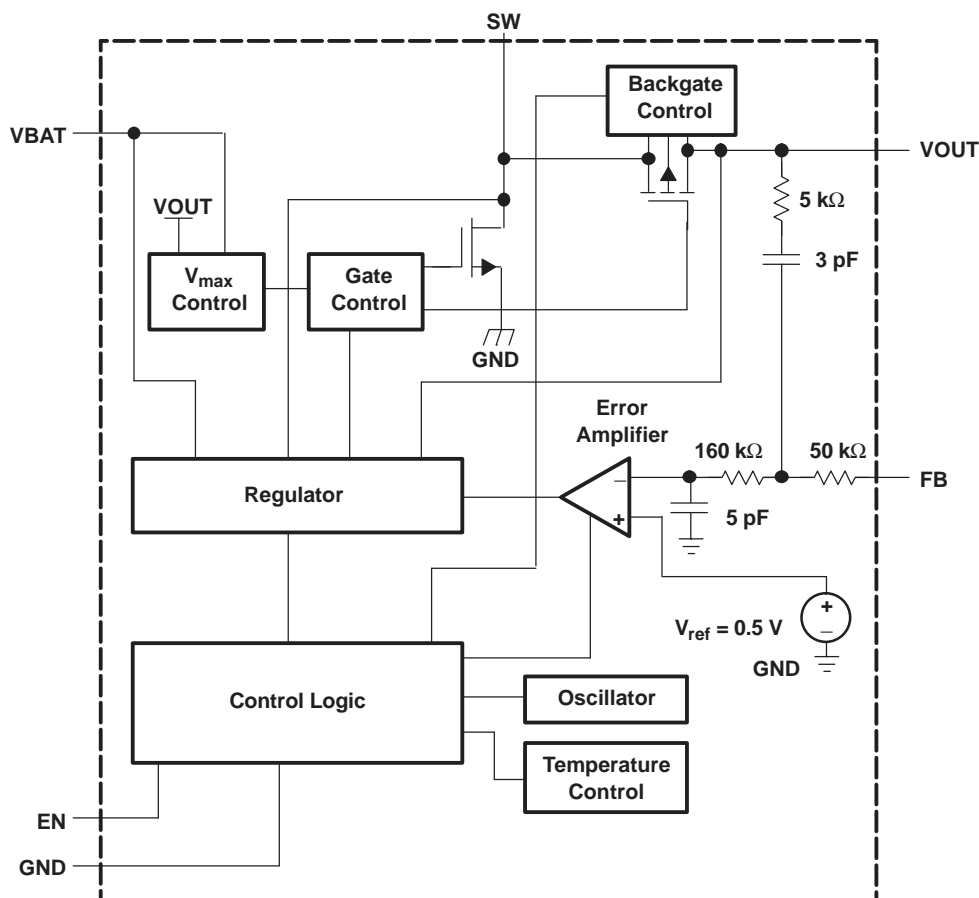 SW
Backgate
Control
VBAT
VOUT
VOUT
5 kΩ
3 pF
Vmax
Control
Gate
Control
GND
Error
Amplifier
160 kΩ
50 kΩ
Regulator
−
FB
+
5 pF
+
Vref = 0.5 V
−
GND
Control Logic
Oscillator
Temperature
Control
EN
GND